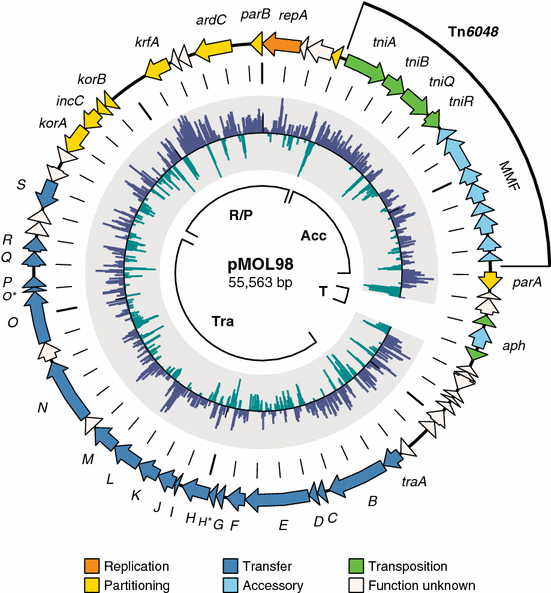 parB
repA
ardC
krfA
korB
incC
korA
S
R
Q
P
O*
O
N
M
L
K
J
I
H
H*
G
F
E
D
C
B
traA
aph
parA
MMF
tniR
tniQ
tniB
tniA
Tn6048
R/P
Acc
T
Tra
pMOL98
55,563 bp
Replication
Partitioning
Transfer
Accessory
Transposition
Function unknown